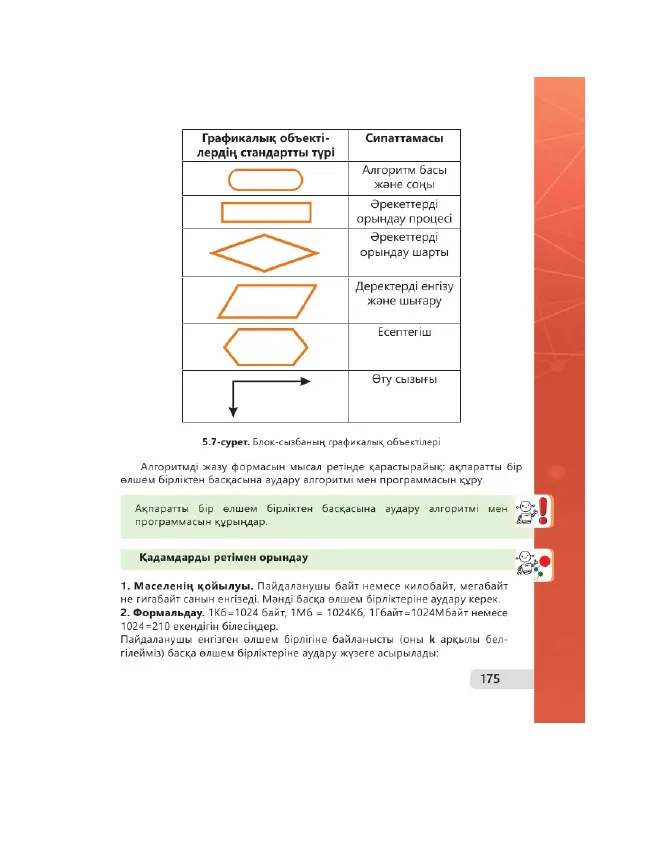 Графикалық объекті-
лердің стандартты түрі
Сипаттамасы
Алгоритм басы
және соңы
Әрекеттерді
орындау процесі
Әрекеттерді
орындау шарты
Деректерді енгізу
және шығару
Есептегіш
Өту сызығы
5.7-сурет. Блок-сызбаның графикалық объектілері
Алгоритмді жазу формасын мысал ретінде қарастырайық: ақпаратты бір
өлшем бірліктен басқасына аудару алгоритмі мен программасын құру.
Ақпаратты бір өлшем бірліктен басқасына аудару алгоритмі мен
программасын құрыңдар.
Қадамдарды ретімен орындау
1. Мәселенің қойылуы. Пайдаланушы байт немесе килобайт, мегабайт
не гигабайт санын енгізеді. Мәнді басқа өлшем бірліктеріне аудару керек.
2. Формальдау. 1Кб=1024 байт, 1Мб = 1024Кб, 1Гбайт=1024Мбайт немесе
1024=210 екендігін білесіңдер.
Пайдаланушы енгізген өлшем бірлігіне байланысты (оны k арқылы бел-
гілейміз) басқа өлшем бірліктеріне аудару жүзеге асырылады:
175